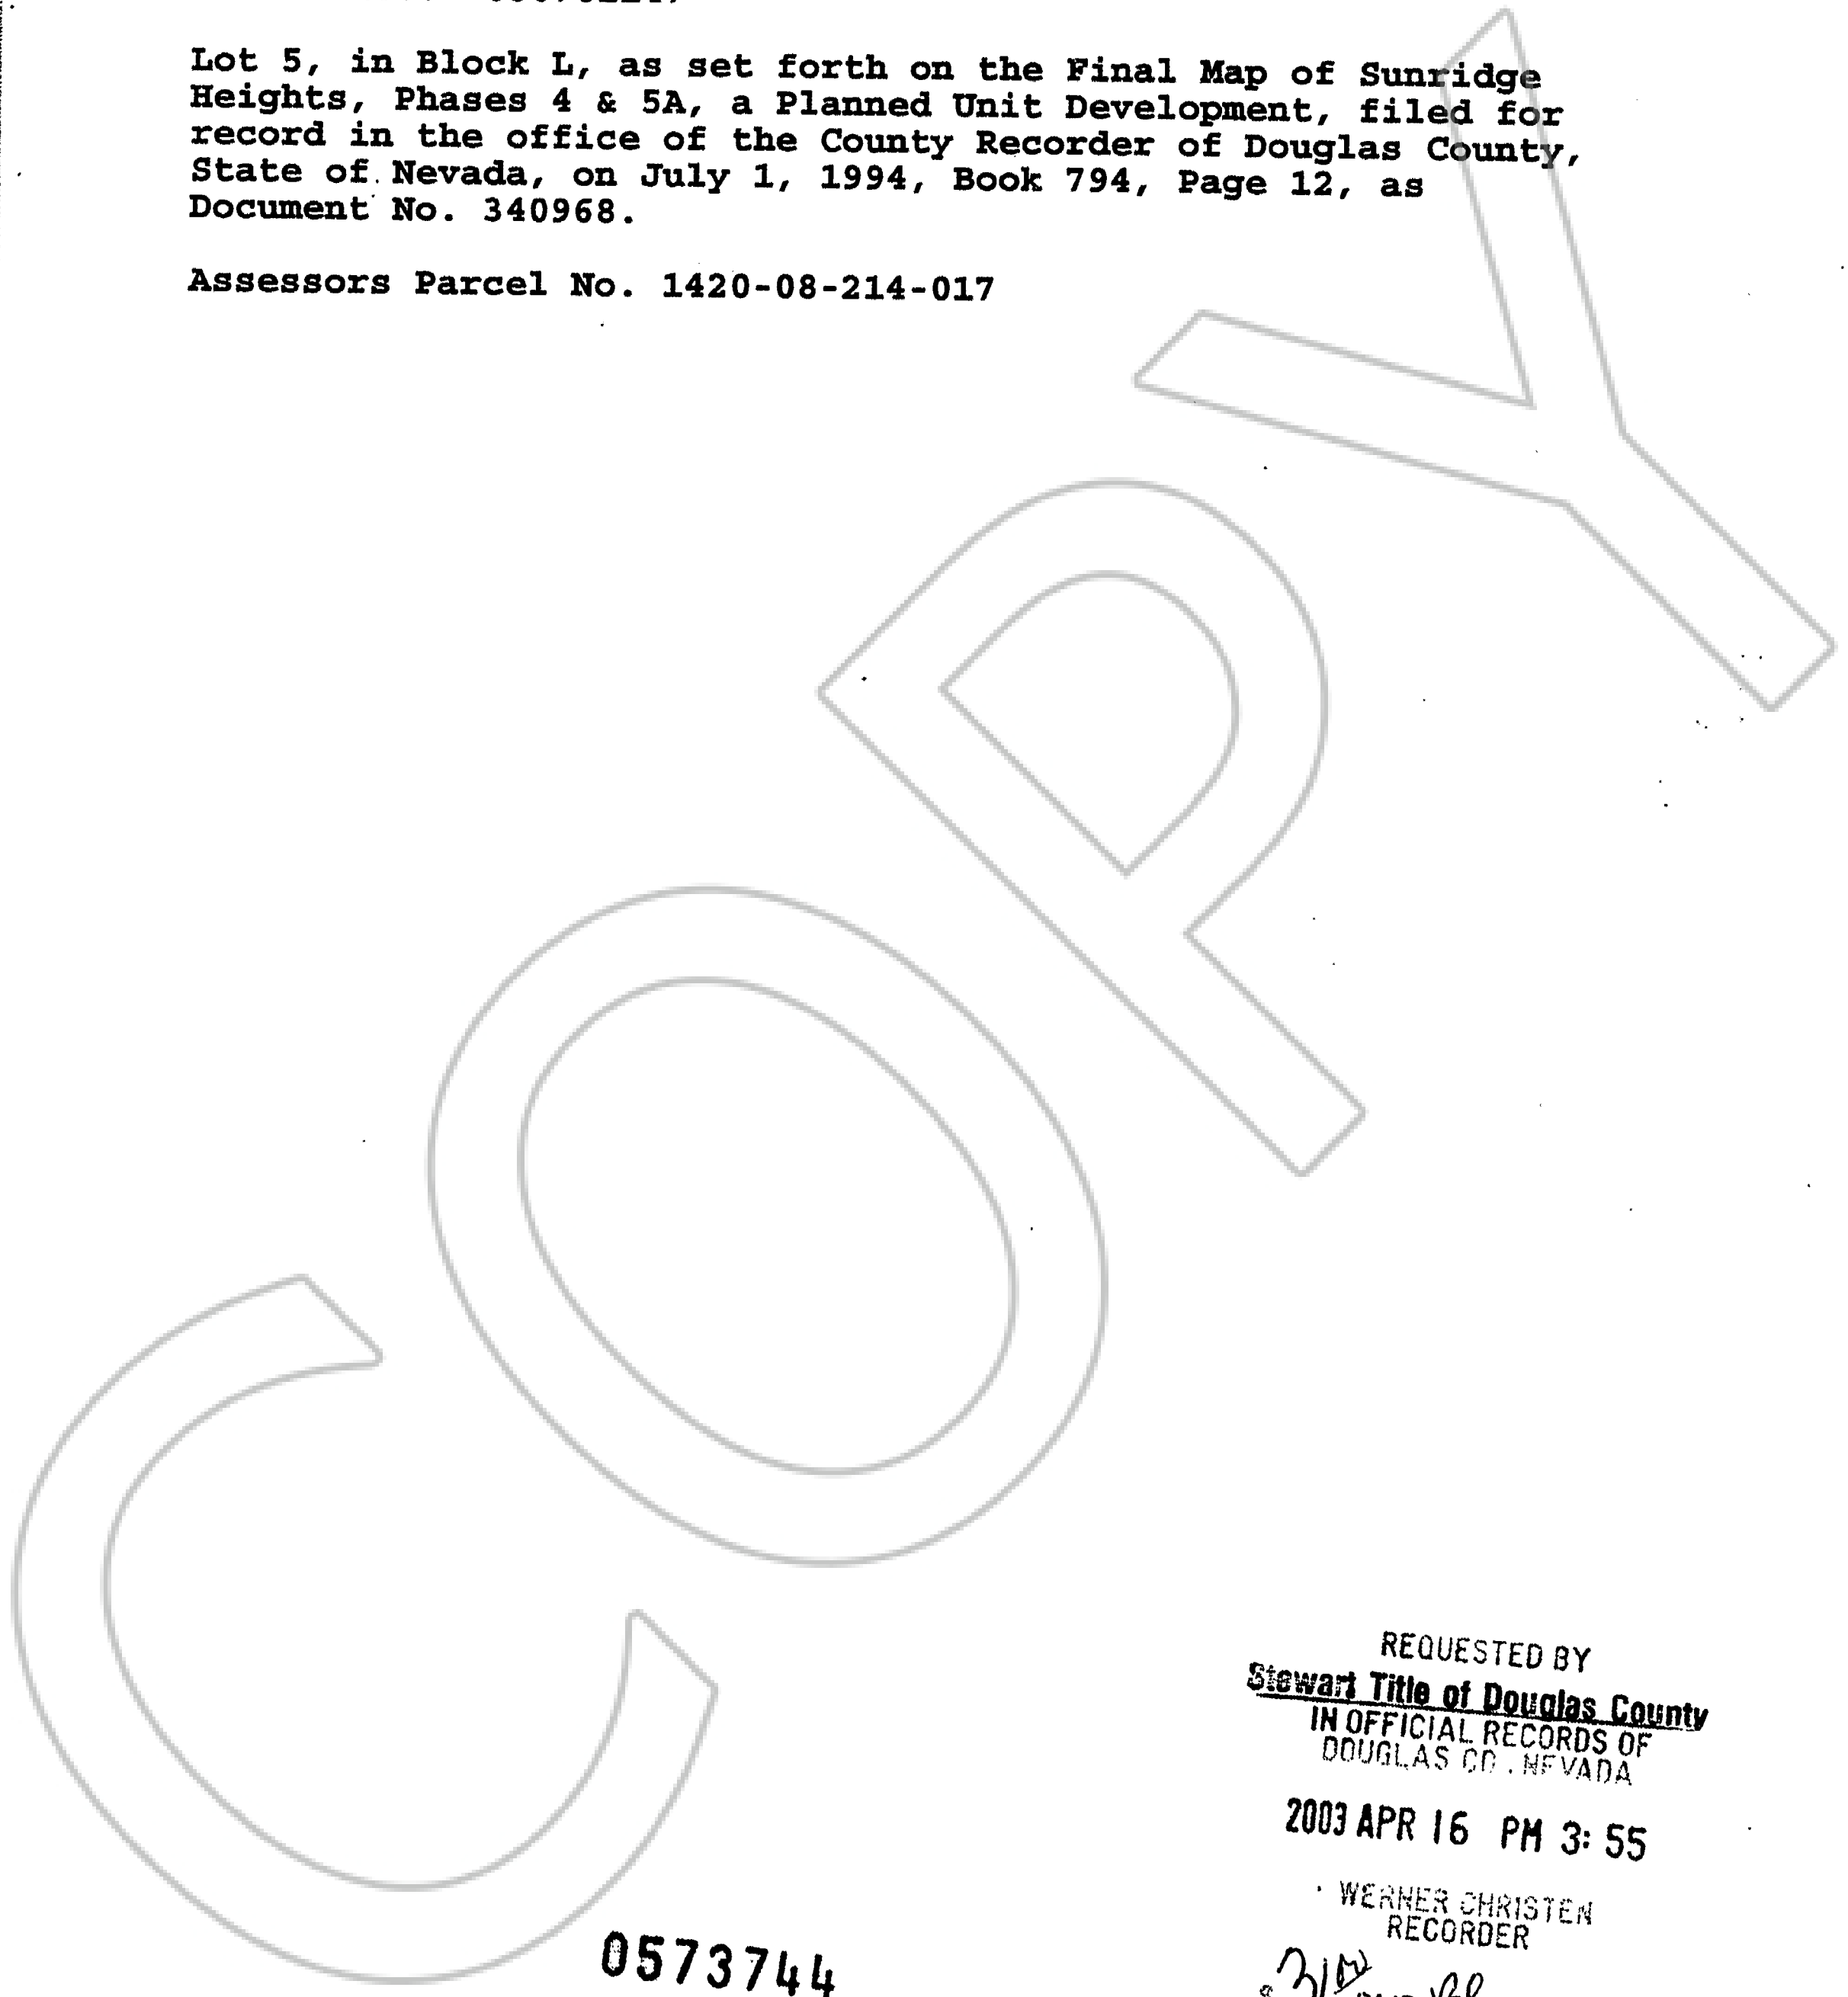 Lot 5, in Block L, as set forth on the Final Map of Sunridge
Heights, Phases 4 & 5A, a Planned Unit Development, filed for
record in the office of the County Recorder of Douglas County,
State of Nevada, on July 1, 1994, Book 794, Page 12, as
Document No. 340968.
Assessors Parcel No. 1420-08-214-017
COPY
REQUESTED BY
Stewart Title of Douglas County
IN OFFICIAL RECORDS OF
DOUGLAS CO. NEVADA
2003 APR 16 PM 3: 55
WERNER CHRISTEN
RECORDER
0573744